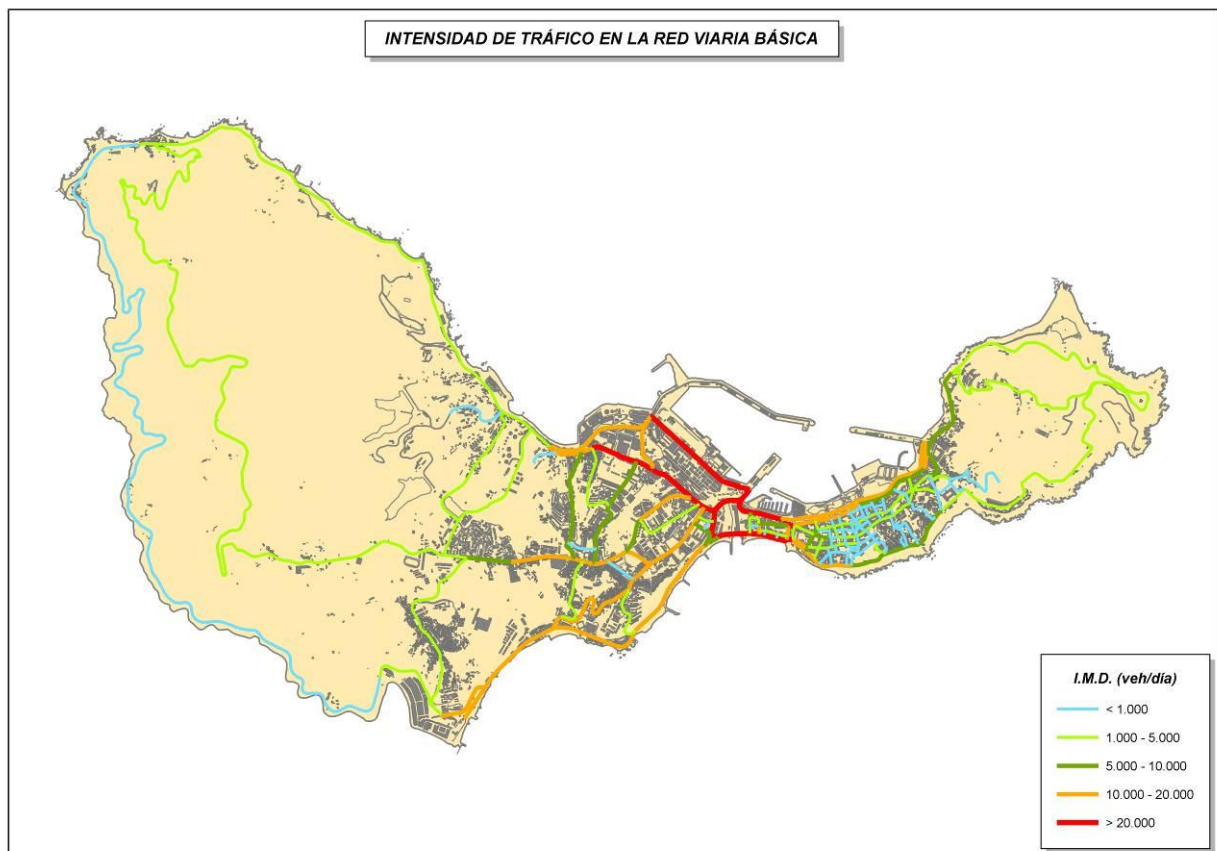 INTENSIDAD DE TRÁFICO EN LA RED VIARIA BÁSICA
I.M.D. (veh/día)
< 1.000
1.000 - 5.000
5.000 - 10.000
10.000 - 20.000
> 20.000